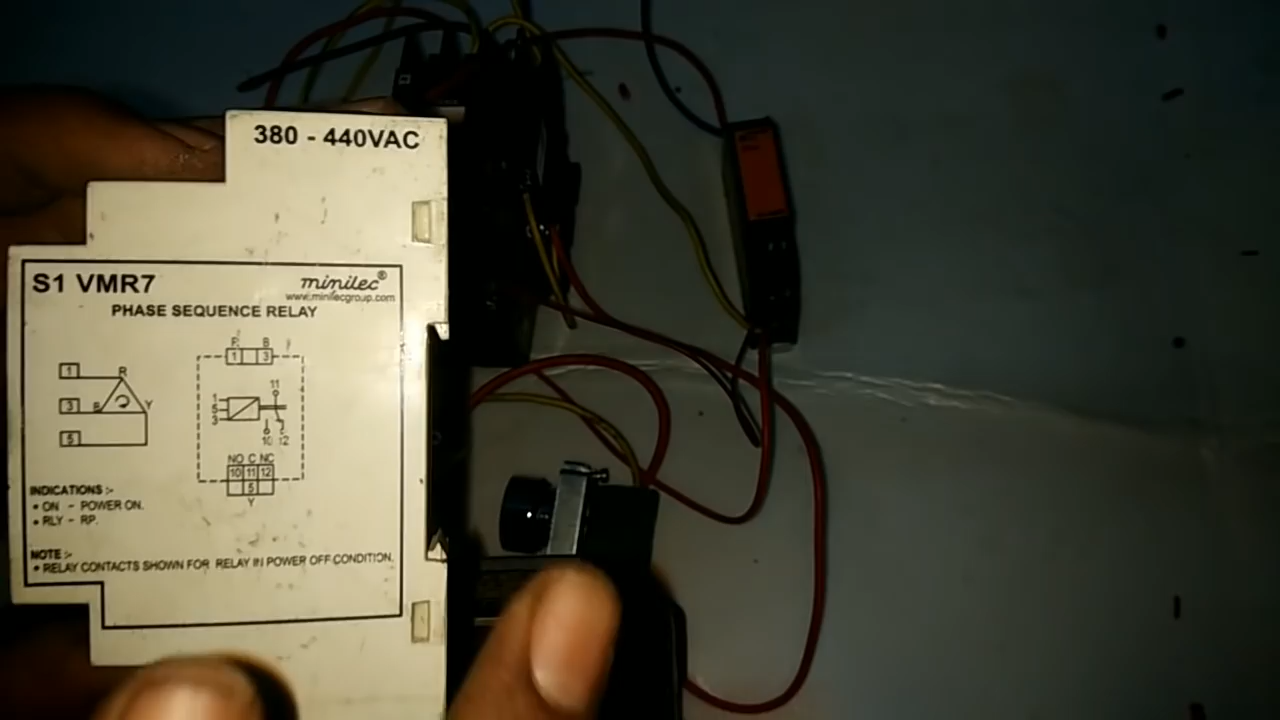 380 - 440VAC
S1 VMR7
minilec®
www.minilecgroup.com
PHASE SEQUENCE RELAY
R B
1 3
1 R
3 B Y
5
11
1
5
3
10 12
NO C NC
10 11 12
5
Y
INDICATIONS :-
• ON - POWER ON.
• RLY - RP.
NOTE :-
• RELAY CONTACTS SHOWN FOR RELAY IN POWER OFF CONDITION.